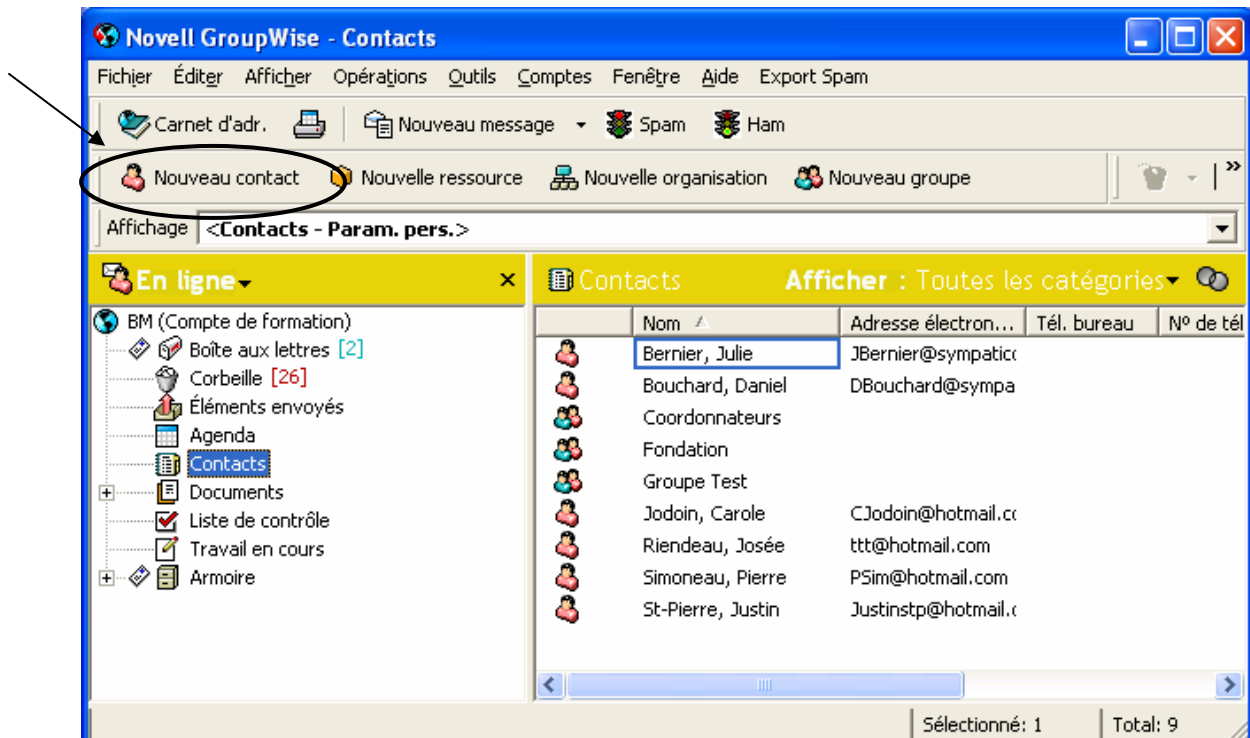 Novell GroupWise - Contacts
Fichier Éditer Afficher Opérations Outils Comptes Fenêtre Aide Export Spam
Carnet d'adr. Nouveau message Spam Ham
Nouveau contact Nouvelle ressource Nouvelle organisation Nouveau groupe
Affichage <Contacts - Param. pers.>
En ligne
Contacts Afficher : Toutes les catégories
BM (Compte de formation)
Boîte aux lettres [2]
Corbeille [26]
Éléments envoyés
Agenda
Contacts
Documents
Liste de contrôle
Travail en cours
Armoire
Nom Adresse électron... Tél. bureau Nº de tél
Bernier, Julie JBernier@sympatico
Bouchard, Daniel DBouchard@sympa
Coordonnateurs
Fondation
Groupe Test
Jodoin, Carole CJodoin@hotmail.co
Riendeau, Josée ttt@hotmail.com
Simoneau, Pierre PSim@hotmail.com
St-Pierre, Justin Justinstp@hotmail.c
Sélectionné: 1 Total: 9